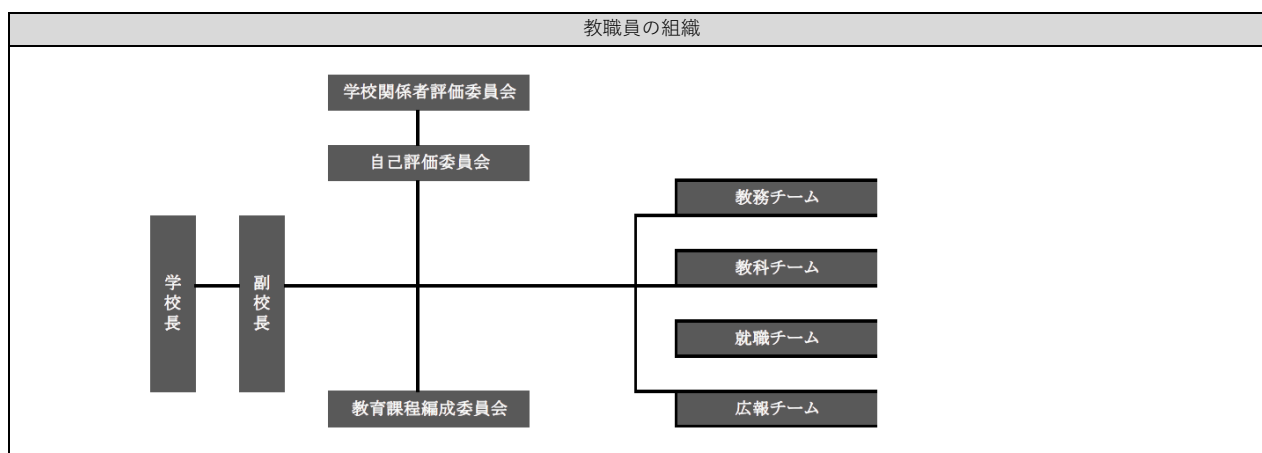 教職員の組織
学校関係者評価委員会
自己評価委員会
学校長
副校長
教務チーム
教科チーム
就職チーム
教育課程編成委員会
広報チーム